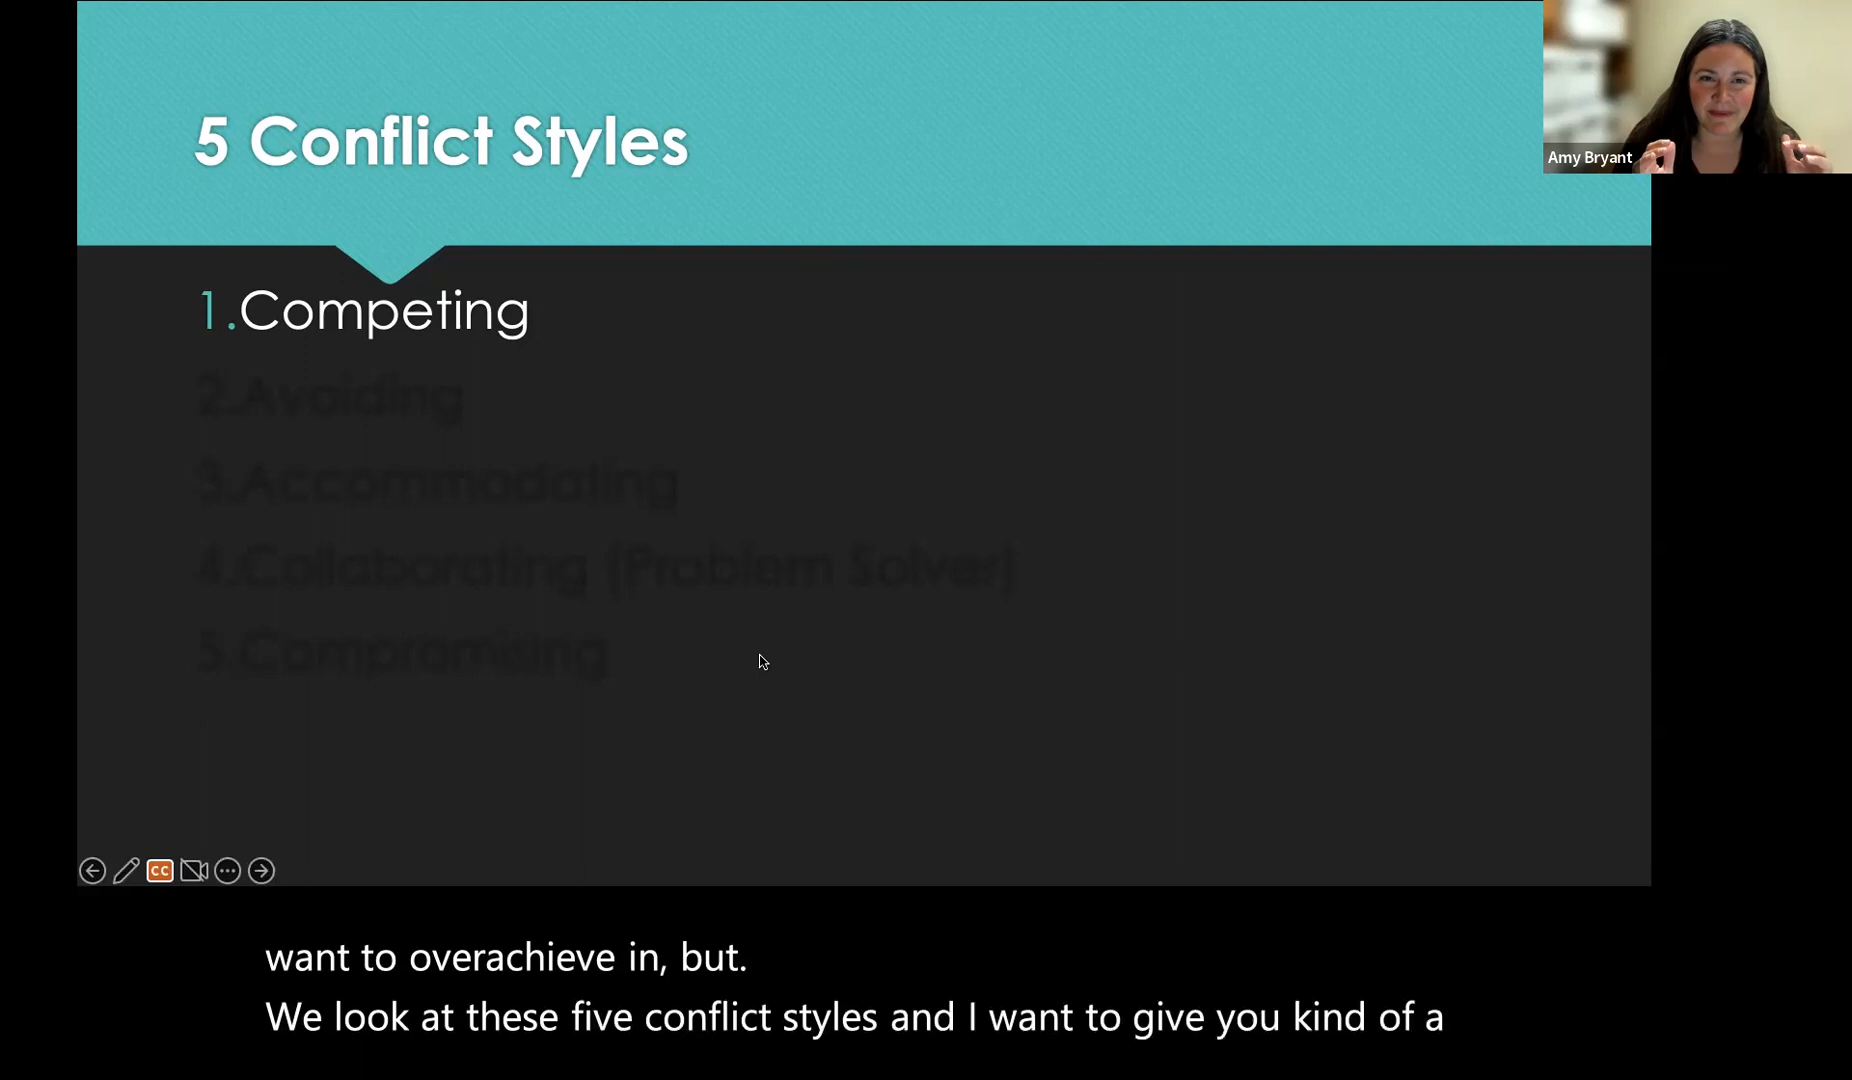 5 Conflict Styles
Amy Bryant
1.Competing
2.Avoiding
3.Accommodating
4.Collaborating (Problem Solver)
5.Compromising
CC
want to overachieve in, but.
We look at these five conflict styles and I want to give you kind of a